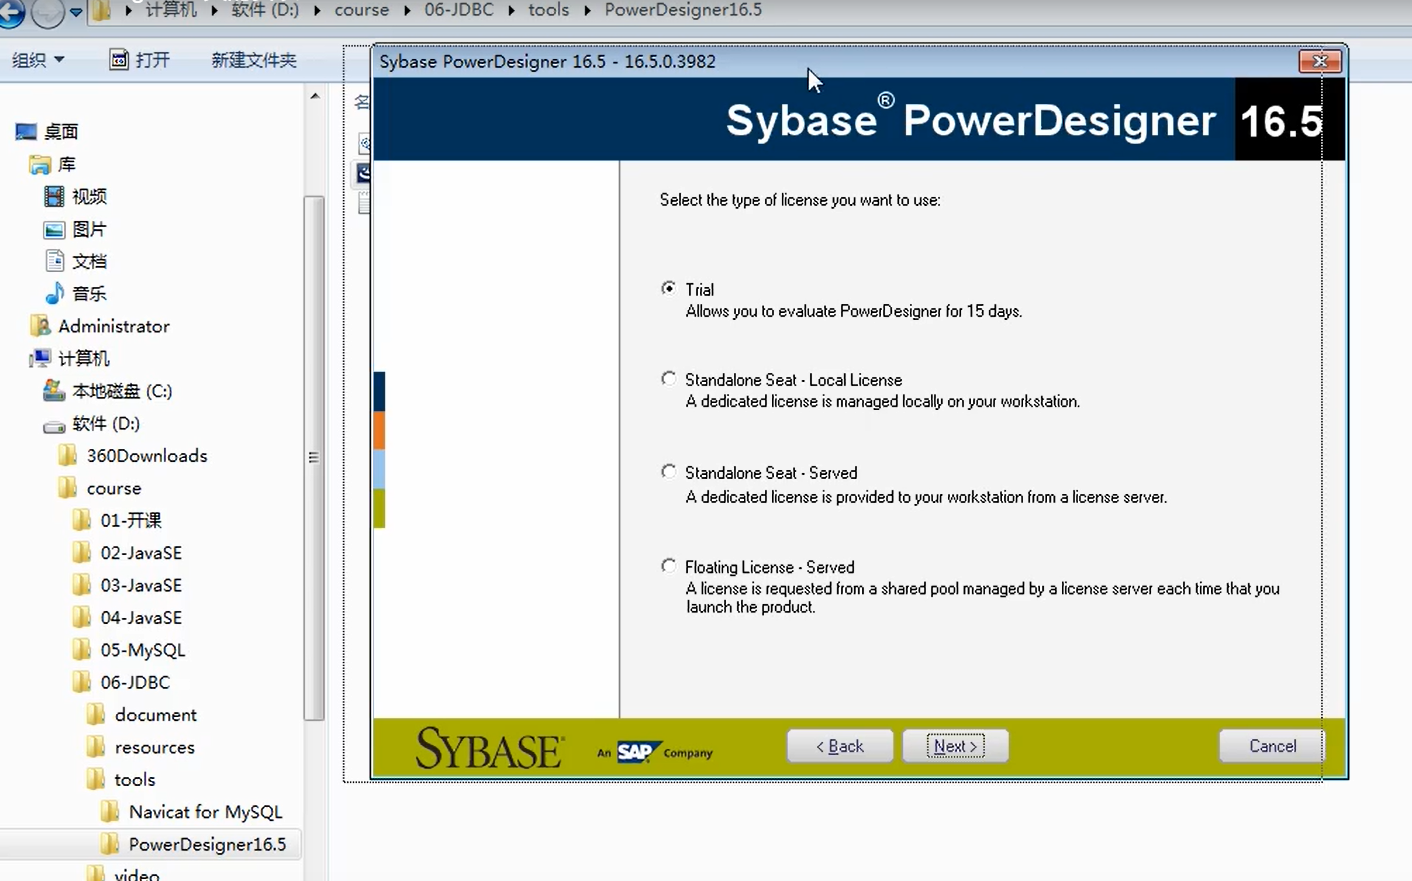 计算机 软件 (D:) course 06-JDBC tools PowerDesigner16.5
组织 打开 新建文件夹
桌面
库
视频
图片
文档
音乐
Administrator
计算机
本地磁盘 (C:)
软件 (D:)
360Downloads
course
01-开课
02-JavaSE
03-JavaSE
04-JavaSE
05-MySQL
06-JDBC
document
resources
tools
Navicat for MySQL
PowerDesigner16.5
video
Sybase PowerDesigner 16.5 - 16.5.0.3982
Sybase® PowerDesigner 16.5
Select the type of license you want to use:
Trial
Allows you to evaluate PowerDesigner for 15 days.
Standalone Seat - Local License
A dedicated license is managed locally on your workstation.
Standalone Seat - Served
A dedicated license is provided to your workstation from a license server.
Floating License - Served
A license is requested from a shared pool managed by a license server each time that you
launch the product.
SYBASE An SAP Company < Back Next > Cancel